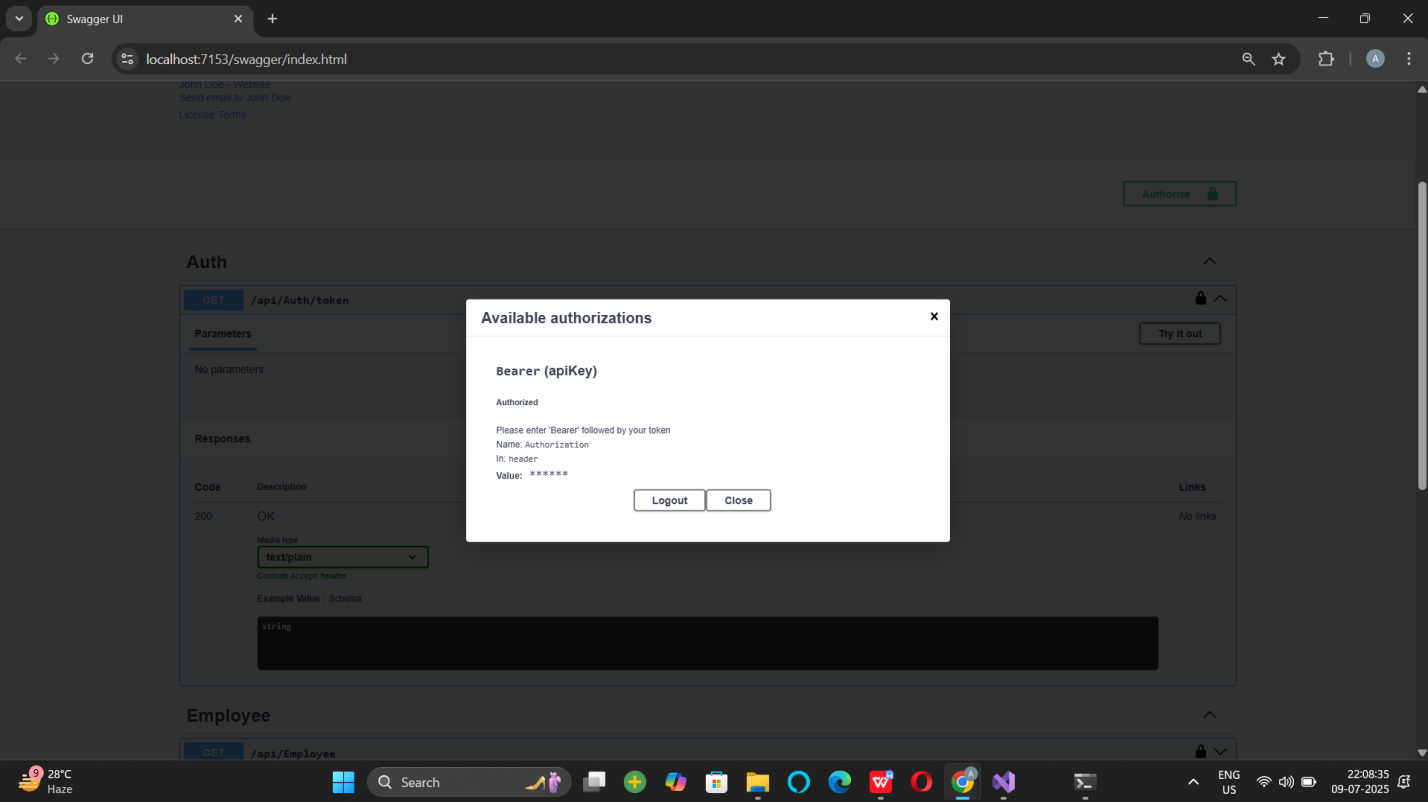 Swagger UI
localhost:7153/swagger/index.html
A
John Doe - Website
Send email to John Doe
License Terms
Authorize
Auth
GET /api/Auth/token
Parameters
Try it out
No parameters
Responses
Code Description Links
200 OK No links
Media type
text/plain
Controls Accept header.
Example Value Schema
string
Available authorizations
Bearer (apiKey)
Authorized
Please enter 'Bearer' followed by your token
Name: Authorization
In: header
Value: ******
Logout Close
Employee
GET /api/Employee
9
28°C
Haze
Search
A
ENG
US
22:08:35
09-07-2025